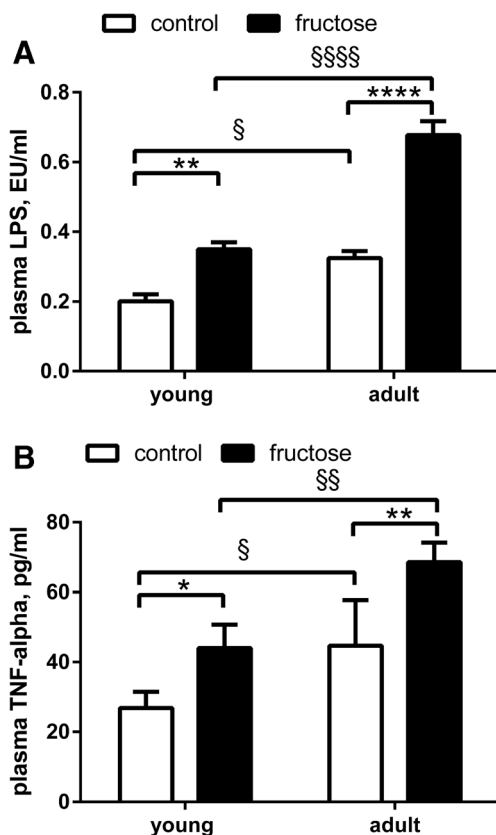 control fructose
A
§§§§
****
§
**
plasma LPS, EU/ml
0.8
0.6
0.4
0.2
0.0
young adult
B
control fructose
§§
**
§
*
plasma TNF-alpha, pg/ml
80
60
40
20
0
young adult